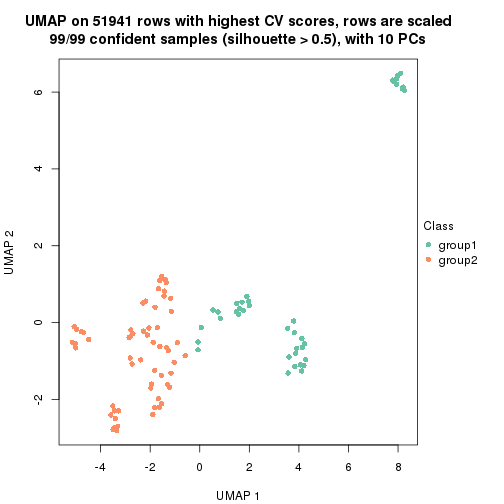 UMAP on 51941 rows with highest CV scores, rows are scaled
99/99 confident samples (silhouette > 0.5), with 10 PCs
6
4
2
0
-2
UMAP 2
-4
-2
0
2
4
6
8
UMAP 1
Class
group1
group2